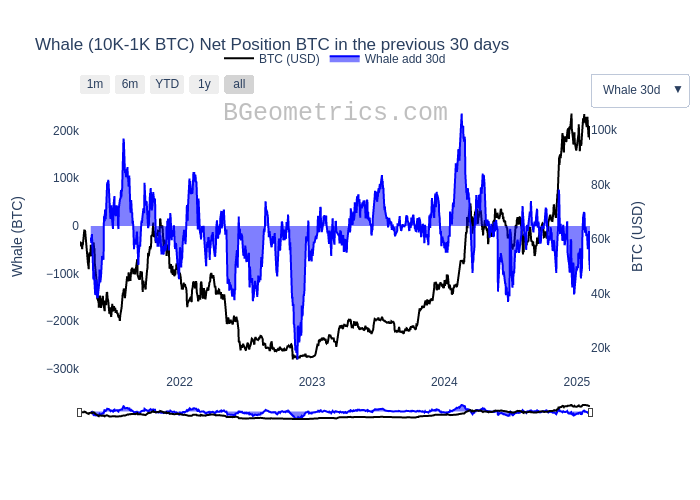 Whale (10K-1K BTC) Net Position BTC in the previous 30 days
BTC (USD) Whale add 30d
1m 6m YTD 1y all
Whale 30d ▼
BGeometrics.com
200k
100k
0
−100k
−200k
−300k
Whale (BTC)
100k
80k
60k
40k
20k
BTC (USD)
2022 2023 2024 2025